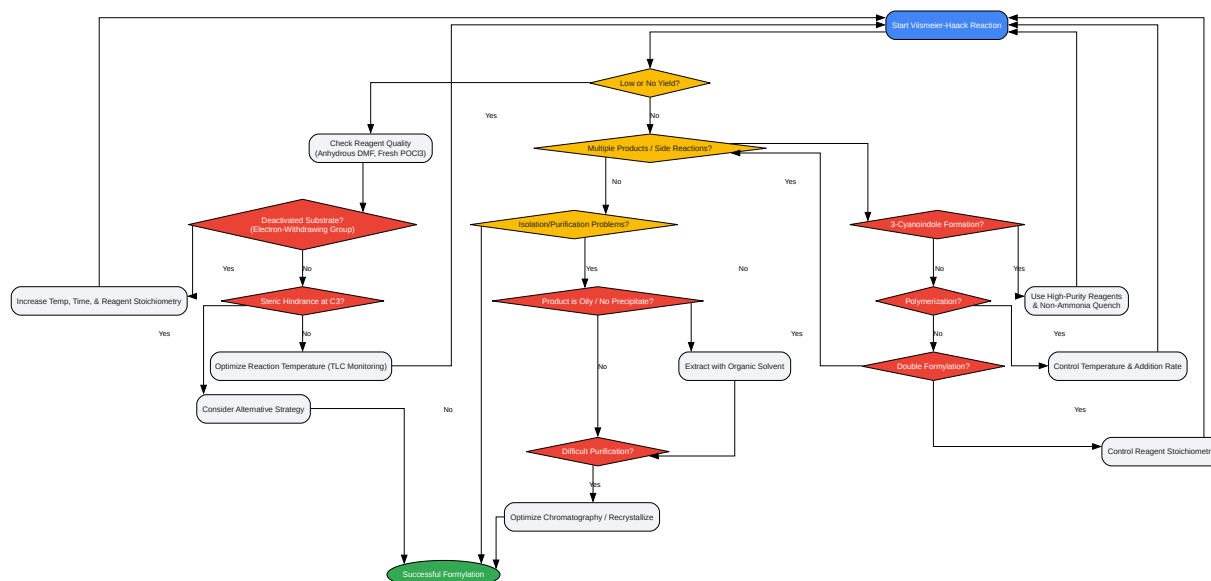 Start Vilsmeier-Haack Reaction
Low or No Yield?
Yes
No
Check Reagent Quality
(Anhydrous DMF, Fresh POCl3)
Multiple Products / Side Reactions?
No
Yes
Deactivated Substrate?
(Electron-Withdrawing Group)
Isolation/Purification Problems?
3-Cyanoindole Formation?
Yes
No
Yes
No
No
Yes
Increase Temp, Time, & Reagent Stoichiometry
Steric Hindrance at C3?
Product is Oily / No Precipitate?
Polymerization?
Use High-Purity Reagents
& Non-Ammonia Quench
Yes
No
Yes
No
Yes
Optimize Reaction Temperature (TLC Monitoring)
No
Extract with Organic Solvent
Double Formylation?
Control Temperature & Addition Rate
Consider Alternative Strategy
No
Yes
Difficult Purification?
Control Reagent Stoichiometr
Yes
Optimize Chromatography / Recrystallize
Successful Formylation